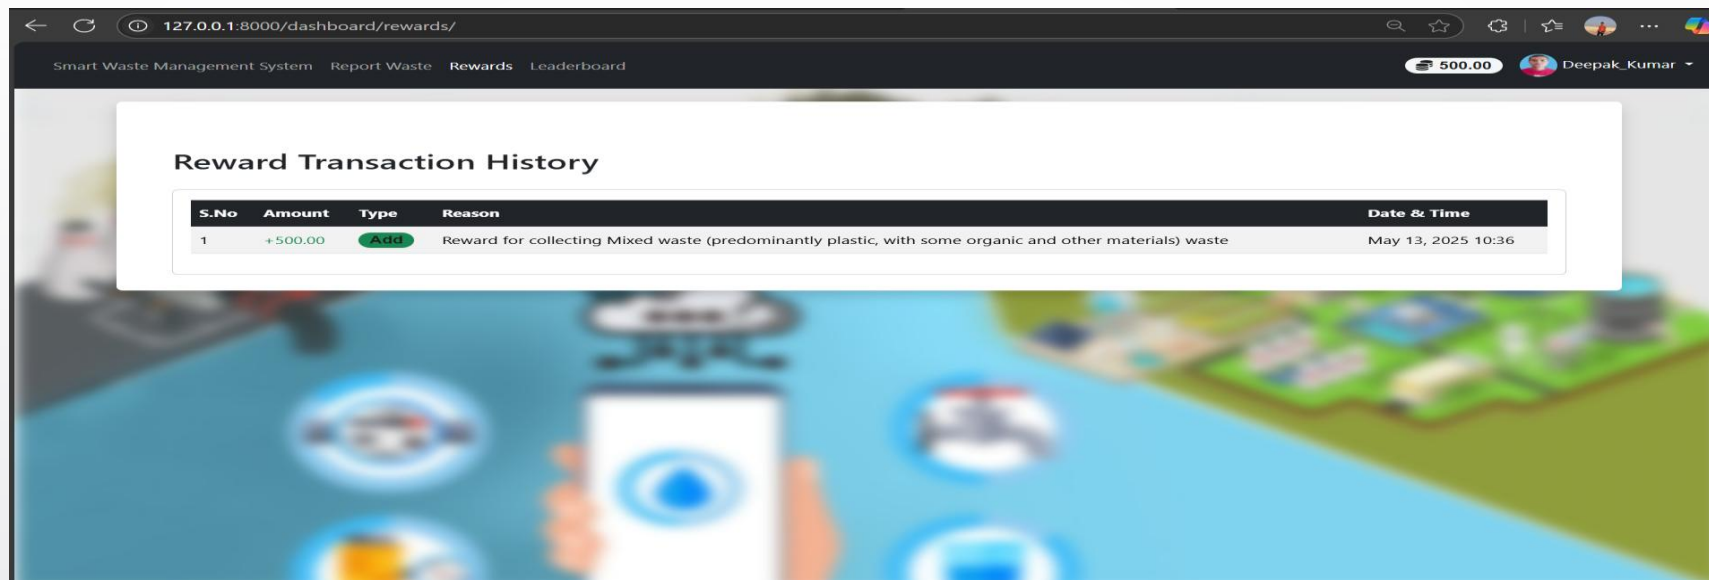 127.0.0.1:8000/dashboard/rewards/
Smart Waste Management System Report Waste Rewards Leaderboard 500.00 Deepak_Kumar
Reward Transaction History
S.No Amount Type Reason Date & Time
1 +500.00 Add Reward for collecting Mixed waste (predominantly plastic, with some organic and other materials) waste May 13, 2025 10:36